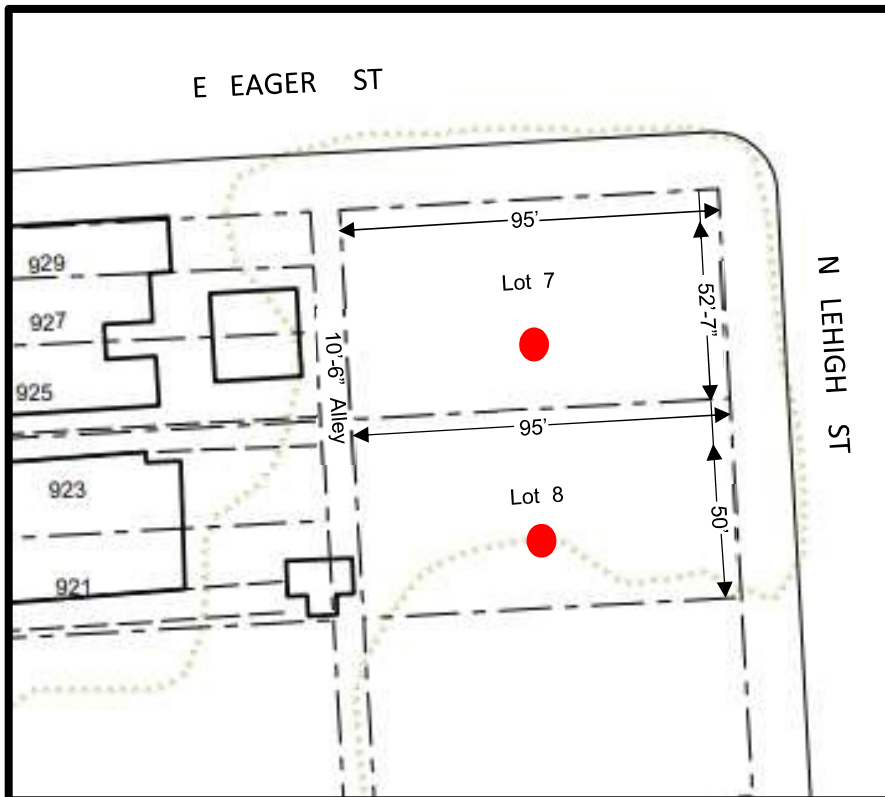 E EAGER ST
95'
929
Lot 7
52'-7"
N LEHIGH ST
927
10'-6" Alley
925
95'
923
Lot 8
50'
921